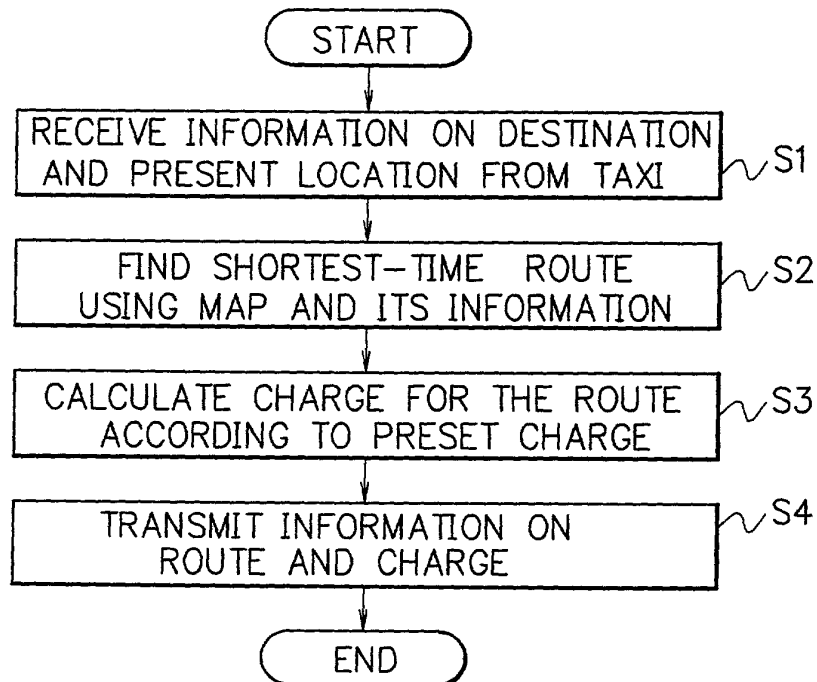 START
RECEIVE INFORMATION ON DESTINATION
AND PRESENT LOCATION FROM TAXI
S1
FIND SHORTEST-TIME ROUTE
USING MAP AND ITS INFORMATION
S2
CALCULATE CHARGE FOR THE ROUTE
ACCORDING TO PRESET CHARGE
S3
TRANSMIT INFORMATION ON
ROUTE AND CHARGE
S4
END